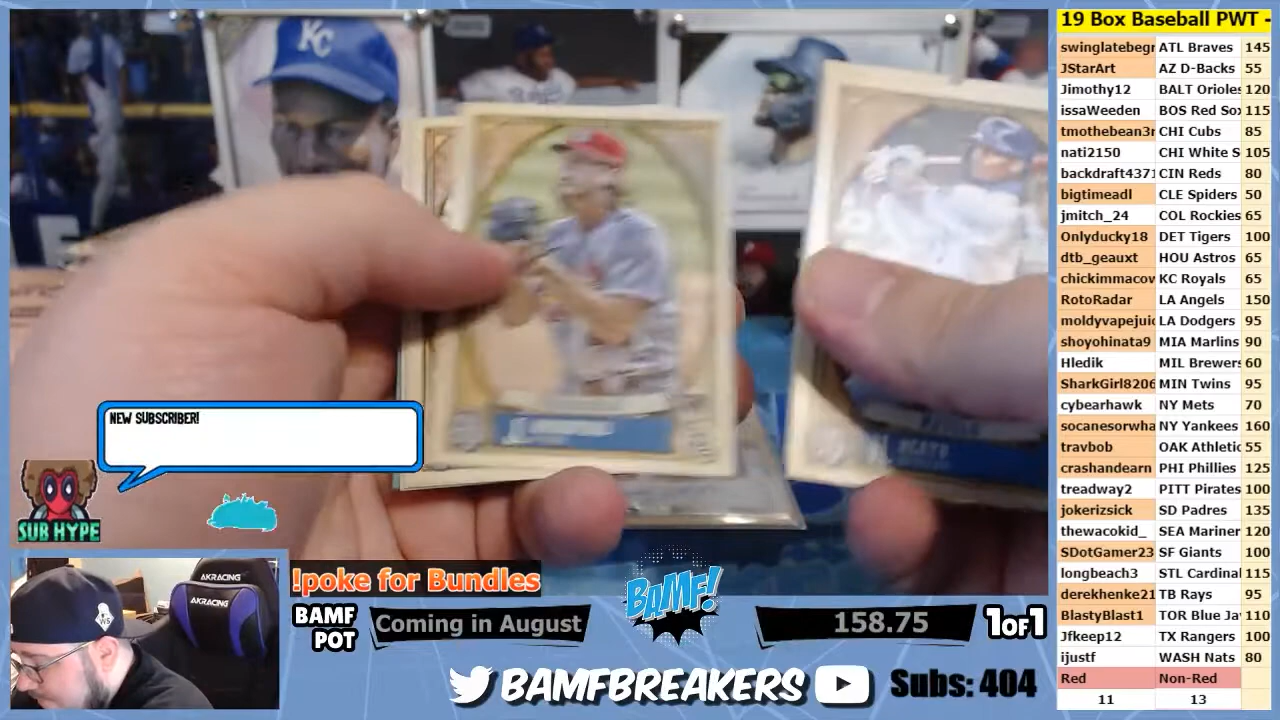 19 Box Baseball PWT -
swinglatebegr ATL Braves 145
JStarArt AZ D-Backs 55
Jimothy12 BALT Orioles 120
issaWeeden BOS Red Sox 115
tmothebean3r CHI Cubs 85
nati2150 CHI White S 105
backdraft4371 CIN Reds 80
bigtimeadl CLE Spiders 50
jmitch_24 COL Rockies 65
Onlyducky18 DET Tigers 100
dtb_geauxt HOU Astros 65
chickimmacov KC Royals 65
RotoRadar LA Angels 150
moldyvapejuic LA Dodgers 95
shoyohinata9 MIA Marlins 90
Hledik MIL Brewers 60
SharkGirl8206 MIN Twins 95
cybearhawk NY Mets 70
socanesorwha NY Yankees 160
travbob OAK Athletic 55
crashandearn PHI Phillies 125
treadway2 PITT Pirates 100
jokerizsick SD Padres 135
thewacokid_ SEA Mariner 120
SDotGamer23 SF Giants 100
longbeach3 STL Cardinal 115
derekhenke21 TB Rays 95
BlastyBlast1 TOR Blue Ja 110
Jfkeep12 TX Rangers 100
ijustf WASH Nats 80
Red Non-Red
11 13
KC
NEW SUBSCRIBER!
SUB HYPE
AKRACING
AKRACING
!poke for Bundles
BAMF POT
Coming in August
BAMF!
158.75
1OF1
BAMFBREAKERS
Subs: 404